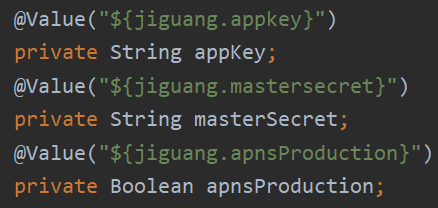 @Value("${jiguang.appkey}")
private String appKey;
@Value("${jiguang.mastersecret}")
private String masterSecret;
@Value("${jiguang.apnsProduction}")
private Boolean apnsProduction;